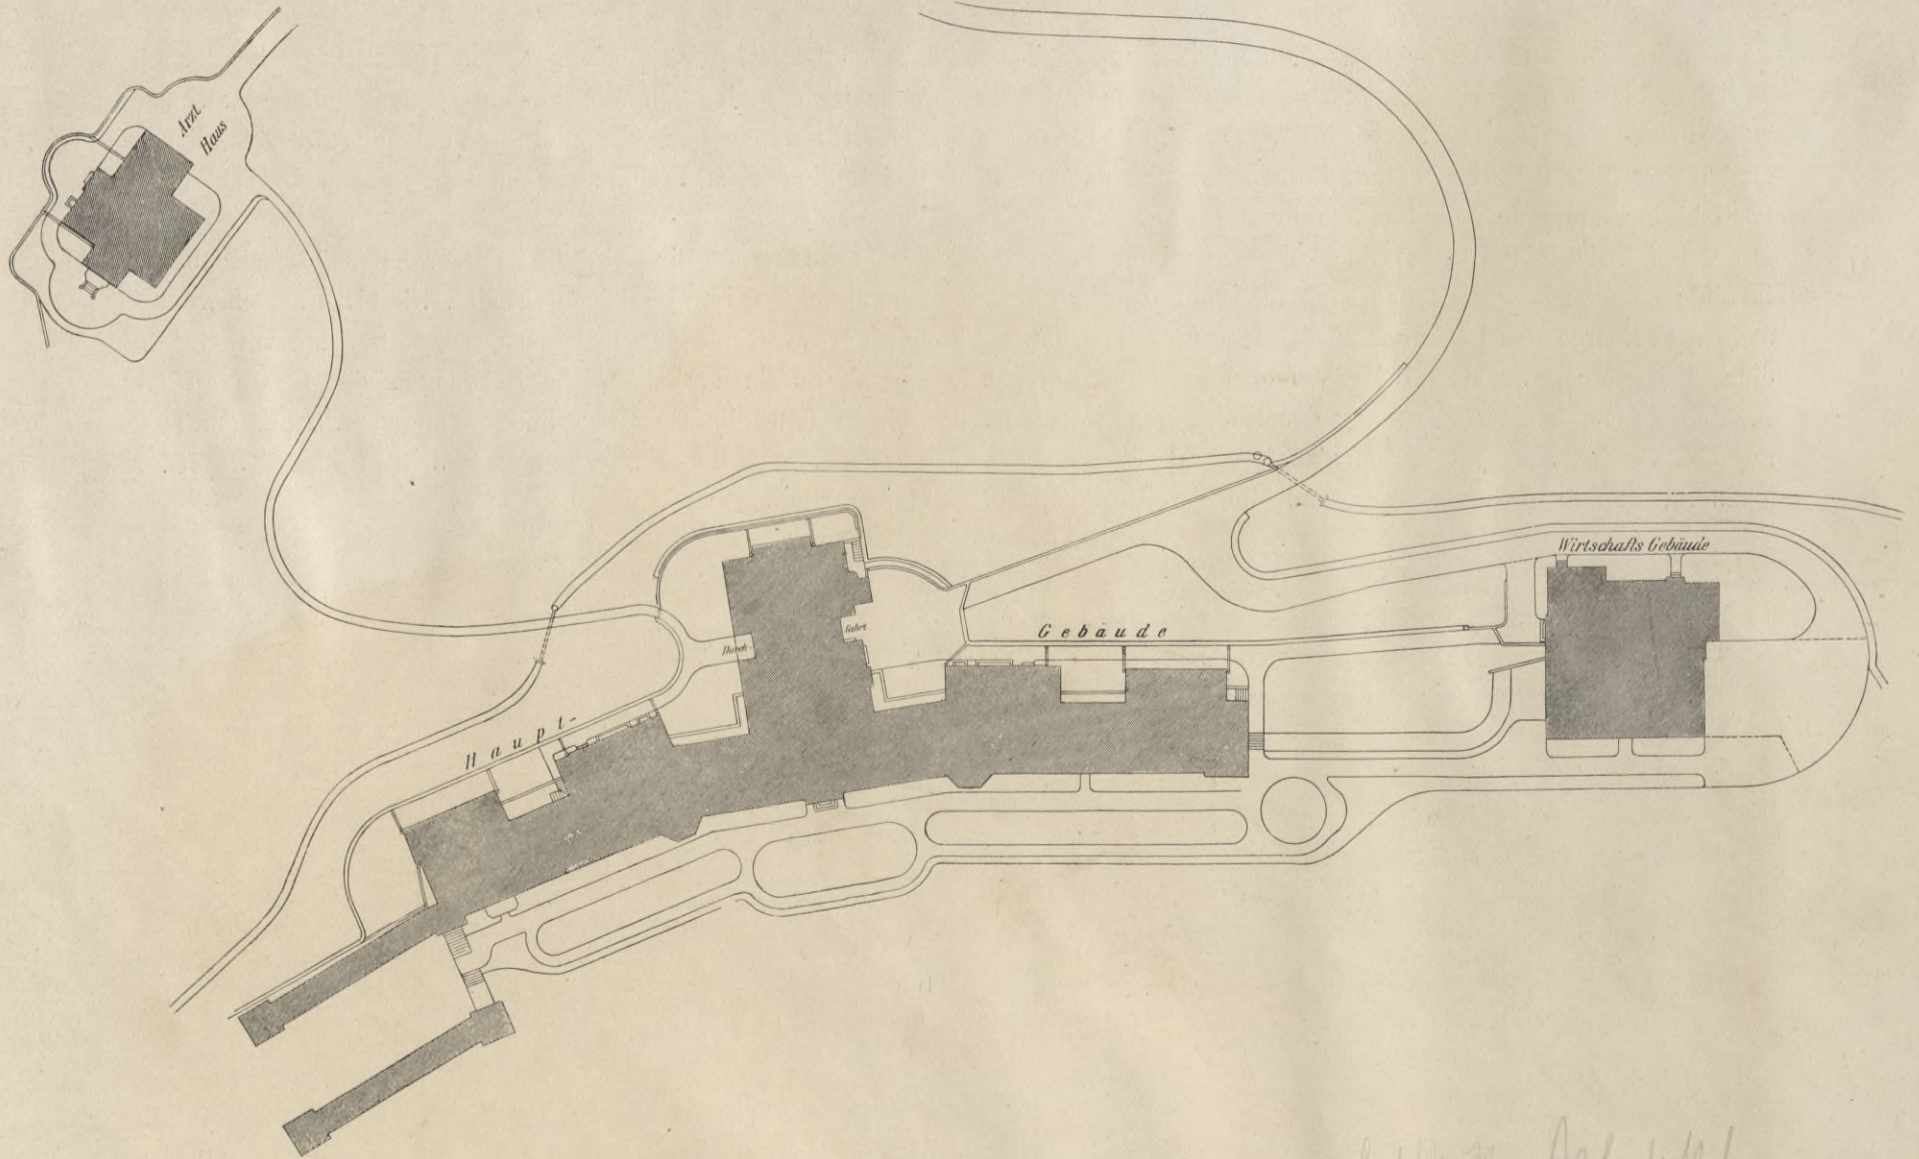 Arzt
Haus
Wirtschafts Gebäude
Gebäude
Durch-
fahrt
Haupt-